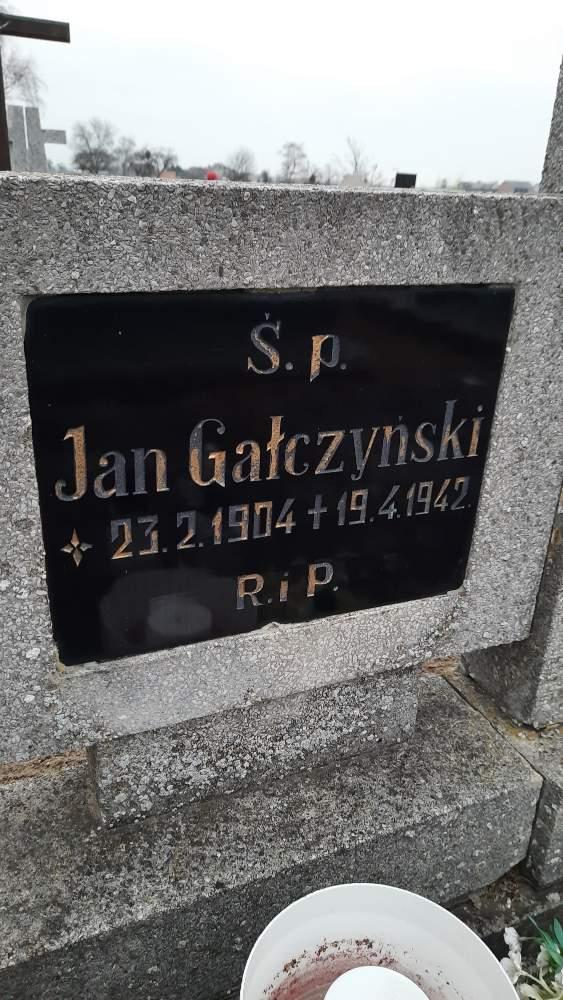 Ś. p.
Jan Gałczyński
23.2.1904 + 19.4.1942.
R. i P.